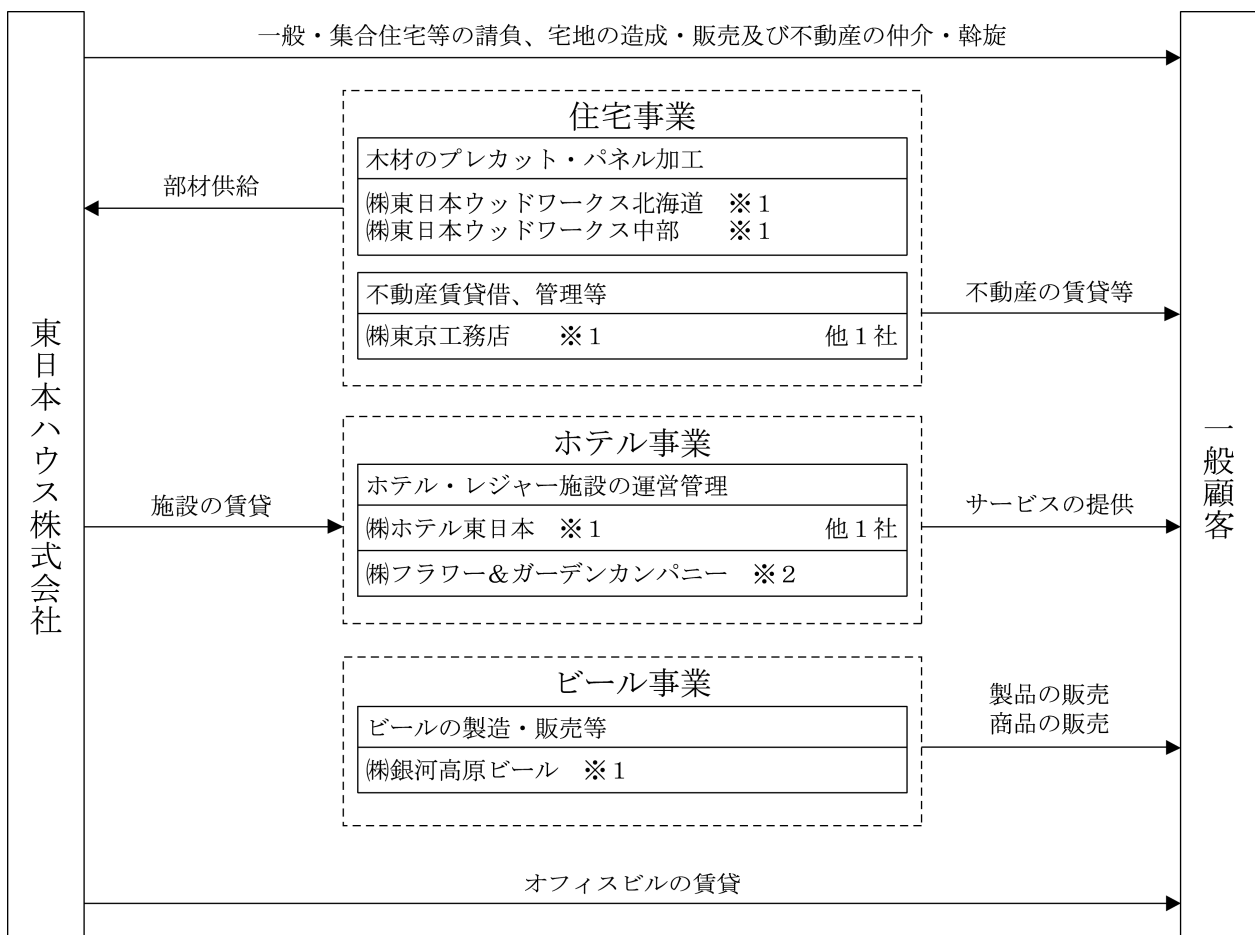 一般・集合住宅等の請負、宅地の造成・販売及び不動産の仲介・斡旋
住宅事業
木材のプレカット・パネル加工
部材供給
㈱東日本ウッドワークス北海道 ※1
㈱東日本ウッドワークス中部 ※1
不動産賃貸借、管理等
不動産の賃貸等
㈱東京工務店 ※1 他1社
東日本ハウス株式会社
一般顧客
ホテル事業
ホテル・レジャー施設の運営管理
施設の賃貸
サービスの提供
㈱ホテル東日本 ※1 他1社
㈱フラワー&ガーデンカンパニー ※2
ビール事業
製品の販売
商品の販売
ビールの製造・販売等
㈱銀河高原ビール ※1
オフィスビルの賃貸